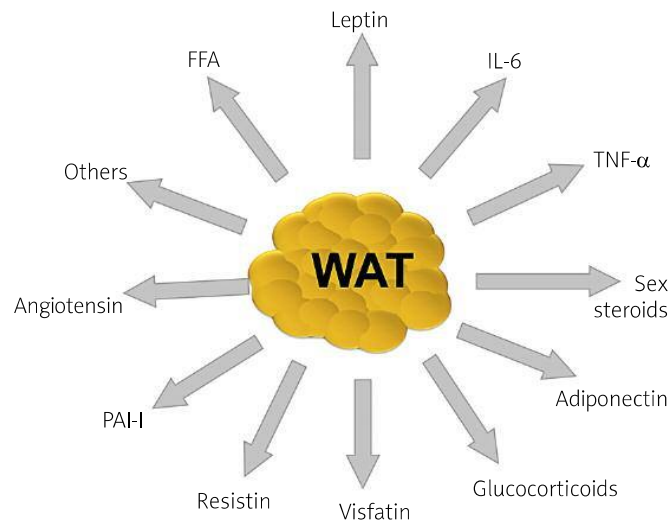 Leptin
FFA
IL-6
TNF-α
Others
WAT
Sex
steroids
Angiotensin
Adiponectin
PAI-I
Glucocorticoids
Resistin
Visfatin